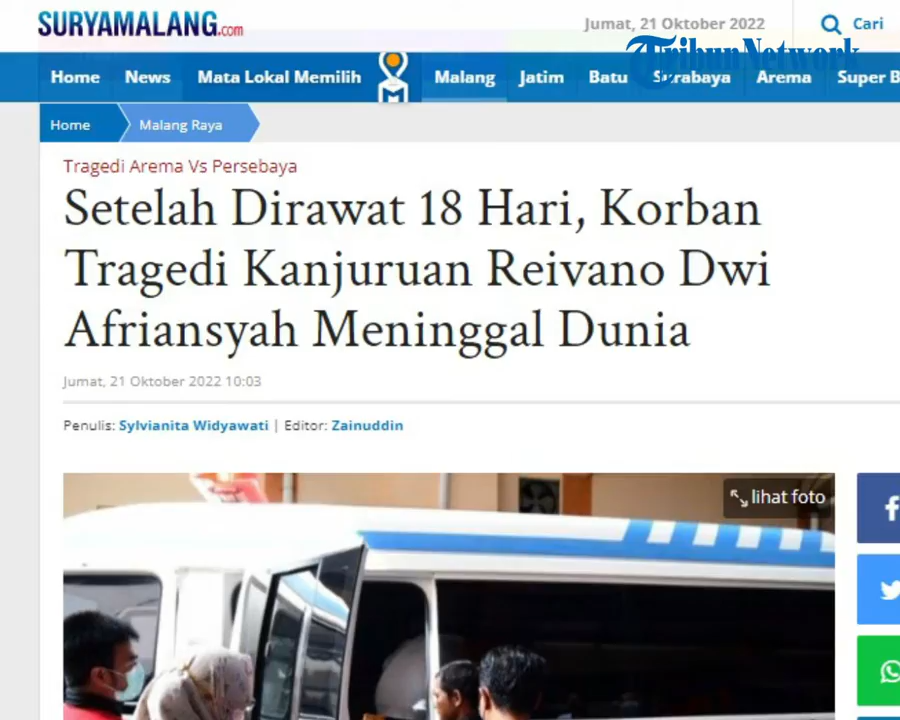 SURYAMALANG.com
Jumat, 21 Oktober 2022
Cari
TribunNetwork
Home News Mata Lokal Memilih Malang Jatim Batu Surabaya Arema Super B
Home Malang Raya
Tragedi Arema Vs Persebaya
Setelah Dirawat 18 Hari, Korban
Tragedi Kanjuruan Reivano Dwi
Afriansyah Meninggal Dunia
Jumat, 21 Oktober 2022 10:03
Penulis: Sylvianita Widyawati | Editor: Zainuddin
lihat foto